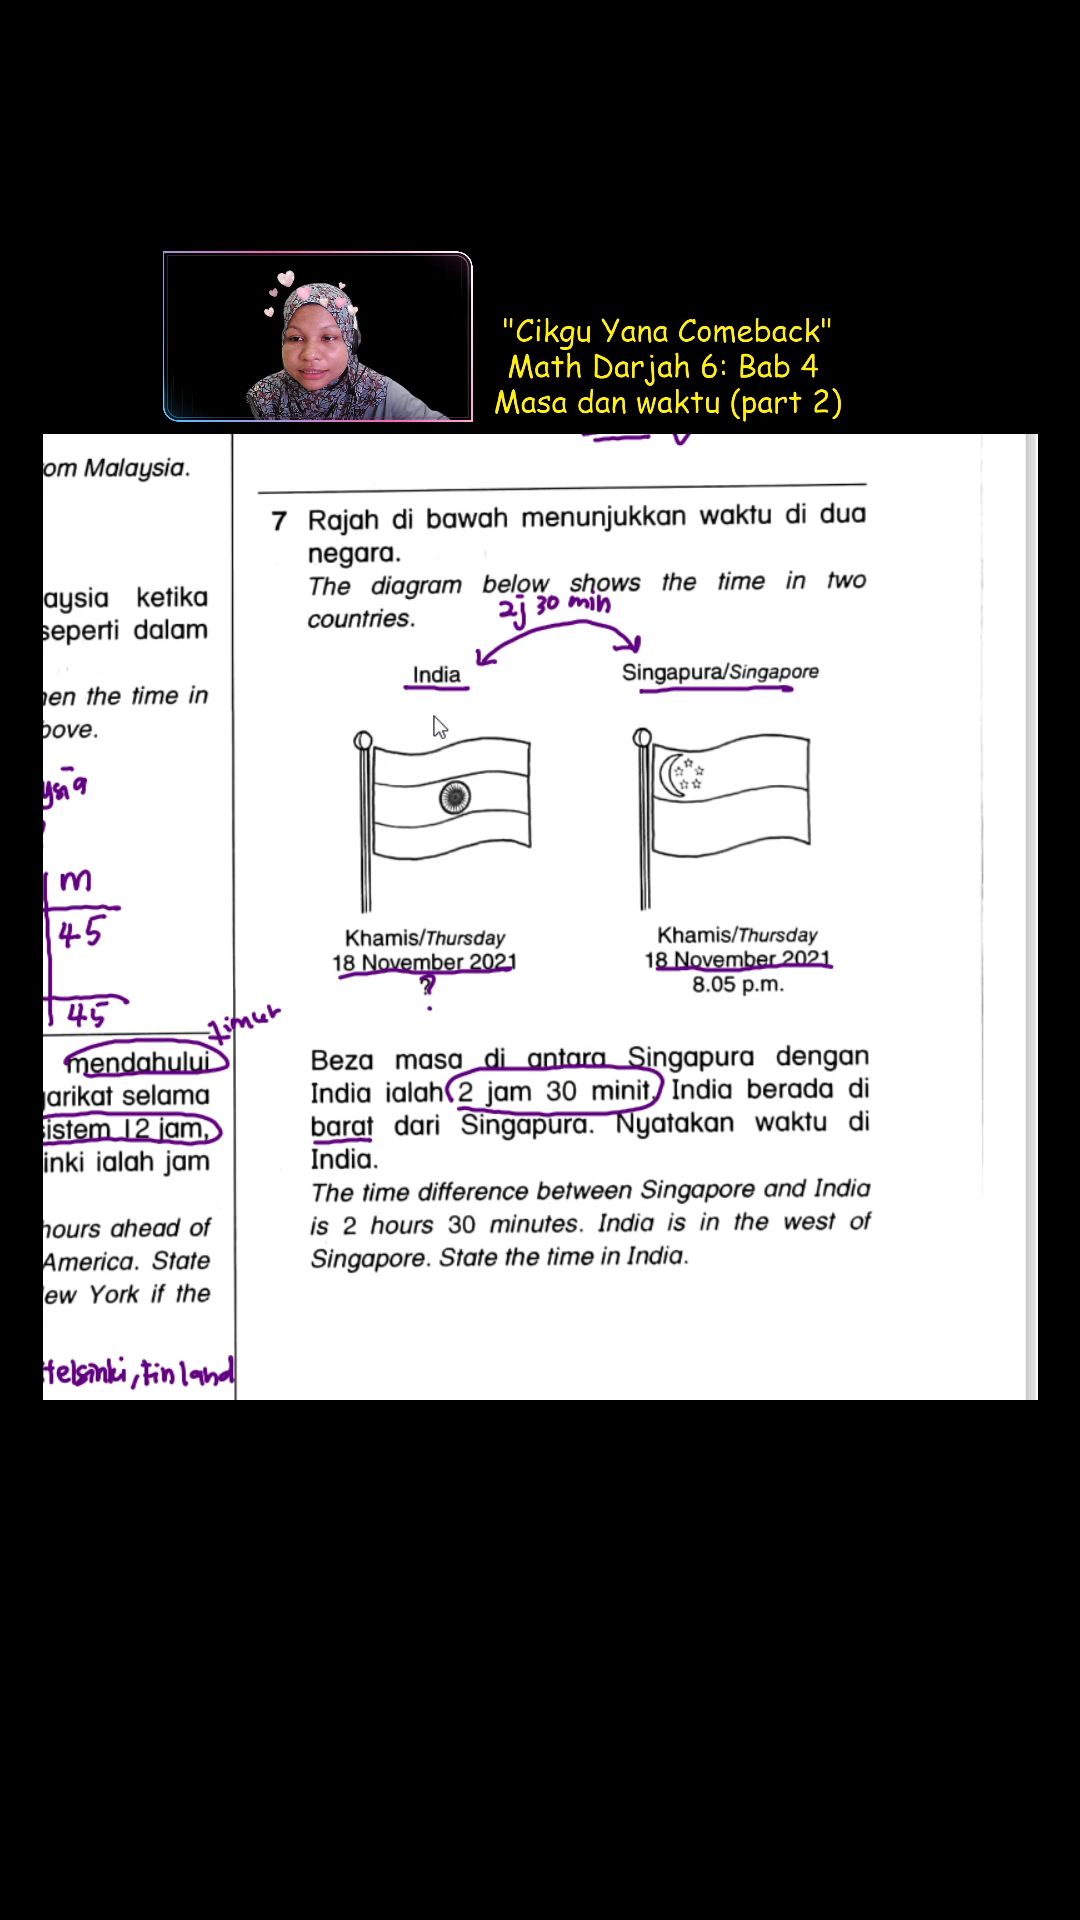 "Cikgu Yana Comeback"
Math Darjah 6: Bab 4
Masa dan waktu (part 2)
om Malaysia.
aysia ketika
seperti dalam
en the time in
bove.
ysia
m
45
45
timur
mendahului
arikat selama
istem 12 jam,
inki ialah jam
hours ahead of
America. State
ew York if the
Helsinki, Finland
7 Rajah di bawah menunjukkan waktu di dua
negara.
The diagram below shows the time in two
countries.
2j 30 min
India
Singapura/Singapore
Khamis/Thursday
18 November 2021
?
Khamis/Thursday
18 November 2021
8.05 p.m.
Beza masa di antara Singapura dengan
India ialah 2 jam 30 minit. India berada di
barat dari Singapura. Nyatakan waktu di
India.
The time difference between Singapore and India
is 2 hours 30 minutes. India is in the west of
Singapore. State the time in India.